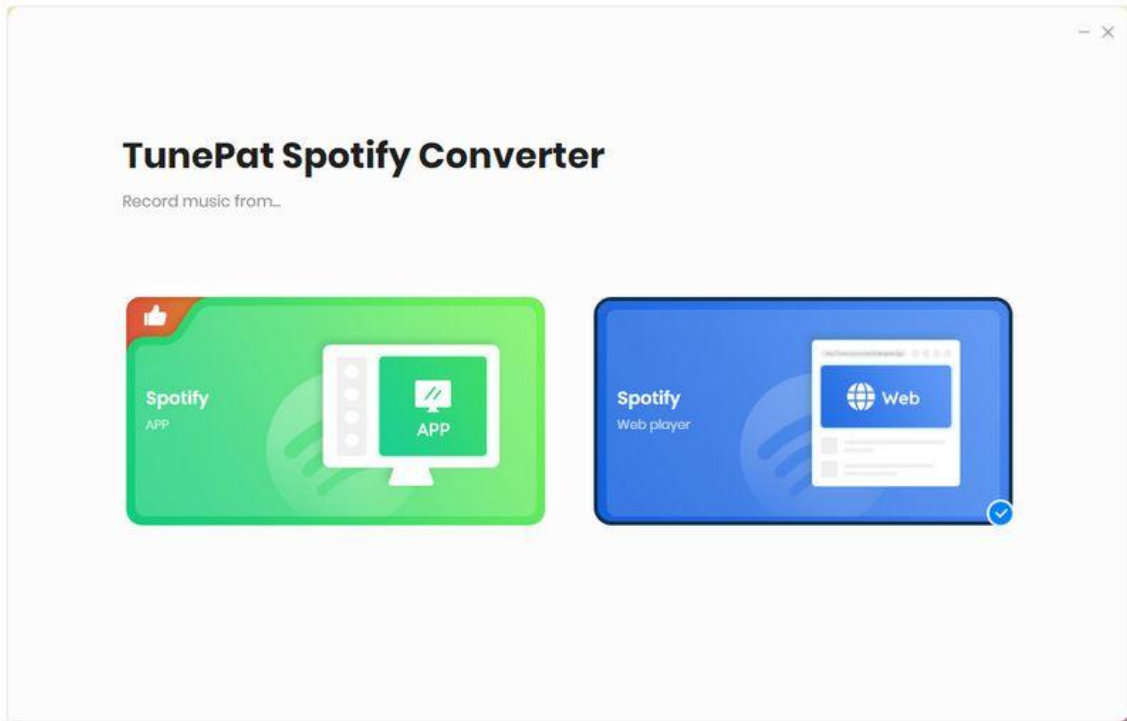 TunePat Spotify Converter
Record music from...
Spotify
APP
APP
Spotify
Web player
Web